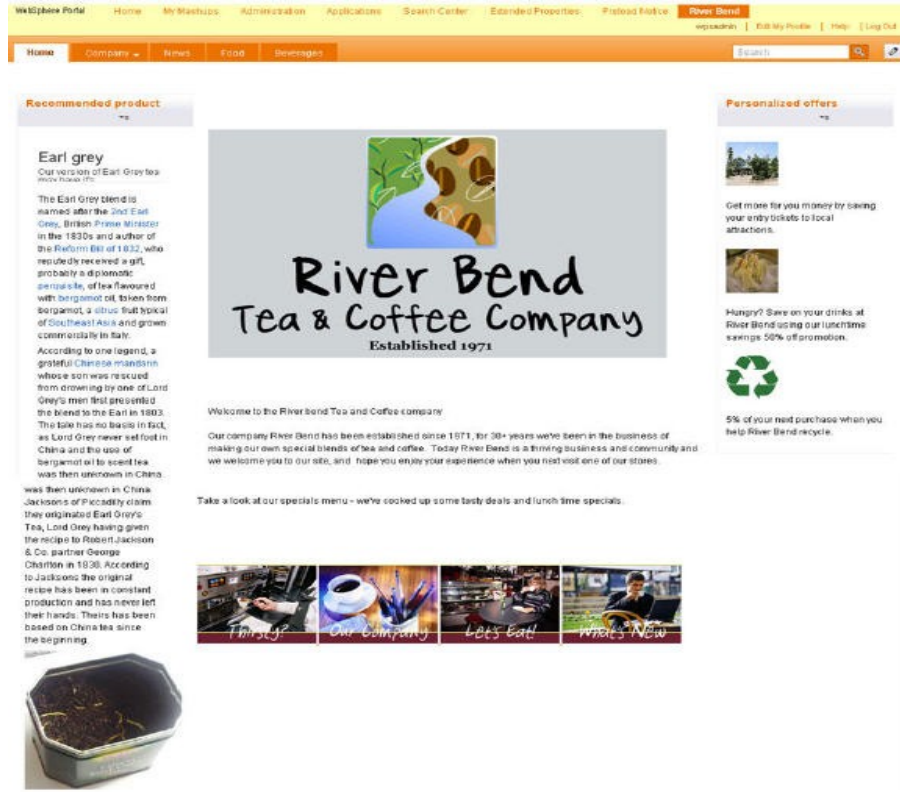 WebSphere Portal Home My Mashups Administration Applications Search Center Extended Properties Preload Notice River Bend
wpsadmin | Edit My Profile | Help | Log Out
Home Company News Food Beverages Search
Recommended product
Earl grey
Our version of Earl Grey tea
The Earl Grey blend is
named after the 2nd Earl
Grey, British Prime Minister
in the 1830s and author of
the Reform Bill of 1832, who
reputedly received a gift,
probably a diplomatic
perquisite, of tea flavoured
with bergamot oil, taken from
bergamot, a citrus fruit typical
of Southeast Asia and grown
commercially in Italy.
According to one legend, a
grateful Chinese mandarin
whose son was rescued
from drowning by one of Lord
Grey's men first presented
the blend to the Earl in 1803.
The tale has no basis in fact,
as Lord Grey never set foot in
China and the use of
bergamot oil to scent tea
was then unknown in China.
was then unknown in China
Jacksons of Piccadilly claim
they originated Earl Grey's
Tea, Lord Grey having given
the recipe to Robert Jackson
& Co. partner George
Charlton in 1830. According
to Jacksons the original
recipe has been in constant
production and has never left
their hands. Theirs has been
based on China tea since
the beginning.
River Bend
Tea & Coffee Company
Established 1971
Welcome to the River bend Tea and Coffee company
Our company River Bend has been established since 1971, for 30+ years we've been in the business of
making our own special blends of tea and coffee. Today River Bend is a thriving business and community and
we welcome you to our site, and hope you enjoy your experience when you next visit one of our stores.
Take a look at our specials menu - we've cooked up some tasty deals and lunch time specials.
Thirsty? Our Company Let's Eat! What's New
Personalized offers
Get more for you money by saving
your entry tickets to local
attractions.
Hungry? Save on your drinks at
River Bend using our lunchtime
savings 50% off promotion.
5% of your next purchase when you
help River Bend recycle.